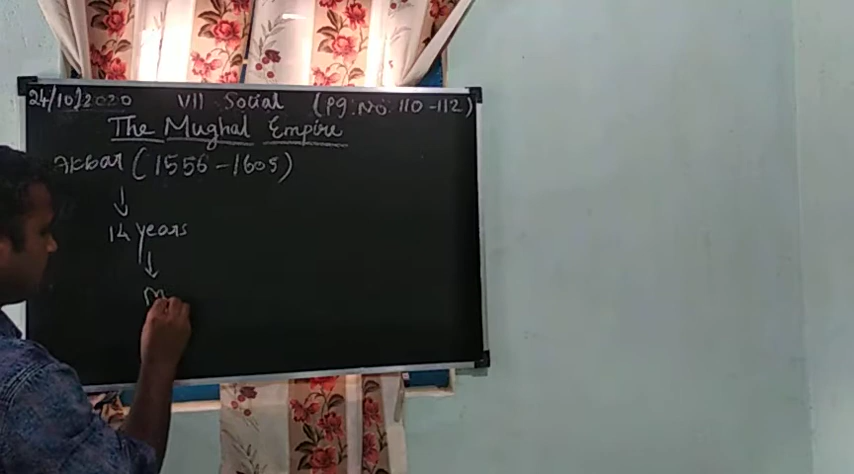 24/10/2020 VII Social (Pg: No: 110-112)
The Mughal Empire
Akbar (1556-1605)
↓
14 years
↓
M